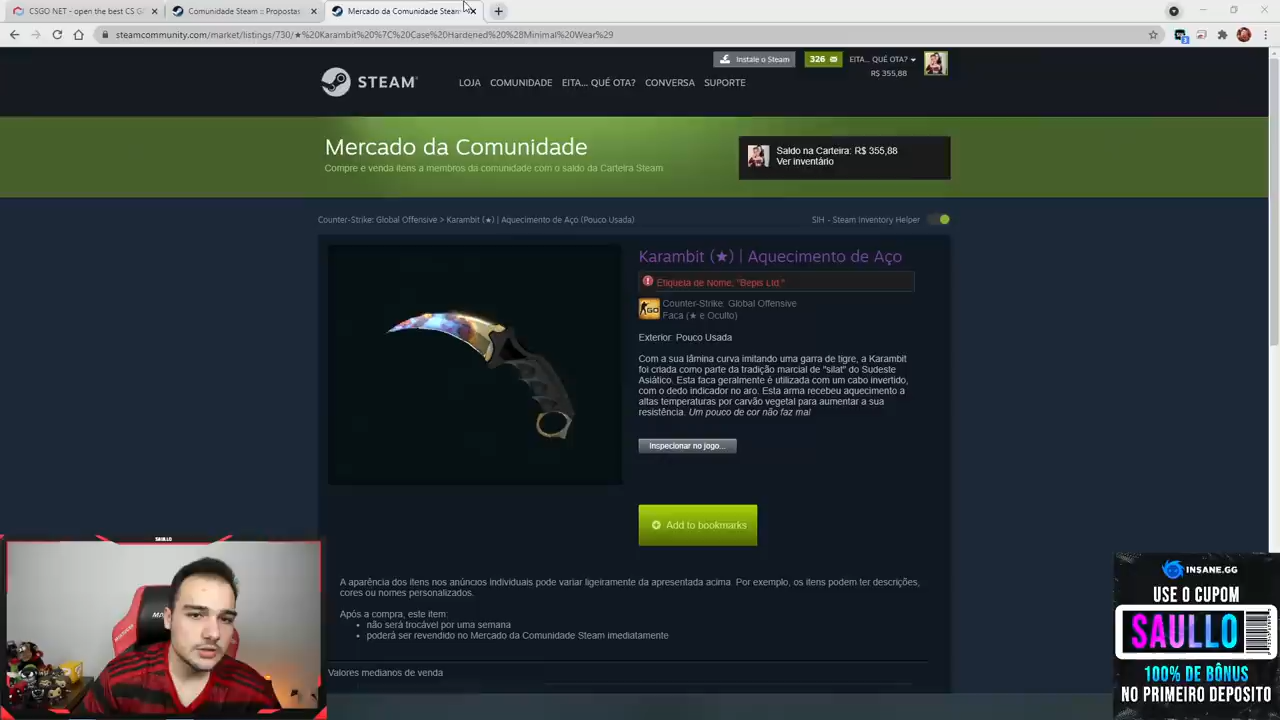 CSGO NET - open the best CS G
Comunidade Steam :: Propostas
Mercado da Comunidade Steam
steamcommunity.com/market/listings/730/★%20Karambit%20%7C%20Case%20Hardened%20%28Minimal%20Wear%29
Instale o Steam
326
EITA... QUÉ OTA?
R$ 355,88
STEAM
LOJA
COMUNIDADE
EITA... QUÉ OTA?
CONVERSA
SUPORTE
Mercado da Comunidade
Compre e venda itens a membros da comunidade com o saldo da Carteira Steam
Saldo na Carteira: R$ 355,88
Ver inventário
Counter-Strike: Global Offensive > Karambit (★) | Aquecimento de Aço (Pouco Usada)
SIH - Steam Inventory Helper
Karambit (★) | Aquecimento de Aço
Etiqueta de Nome: "Bepis Ltd."
Counter-Strike: Global Offensive
Faca (★ e Oculto)
Exterior: Pouco Usada
Com a sua lâmina curva imitando uma garra de tigre, a Karambit
foi criada como parte da tradição marcial de "silat" do Sudeste
Asiático. Esta faca geralmente é utilizada com um cabo invertido,
com o dedo indicador no aro. Esta arma recebeu aquecimento a
altas temperaturas por carvão vegetal para aumentar a sua
resistência. Um pouco de cor não faz mal
Inspecionar no jogo...
Add to bookmarks
A aparência dos itens nos anúncios individuais pode variar ligeiramente da apresentada acima. Por exemplo, os itens podem ter descrições,
cores ou nomes personalizados.
Após a compra, este item:
não será trocável por uma semana
poderá ser revendido no Mercado da Comunidade Steam imediatamente
Valores medianos de venda
SAULLO
INSANE.GG
USE O CUPOM
SAULLO
100% DE BÔNUS
NO PRIMEIRO DEPOSITO